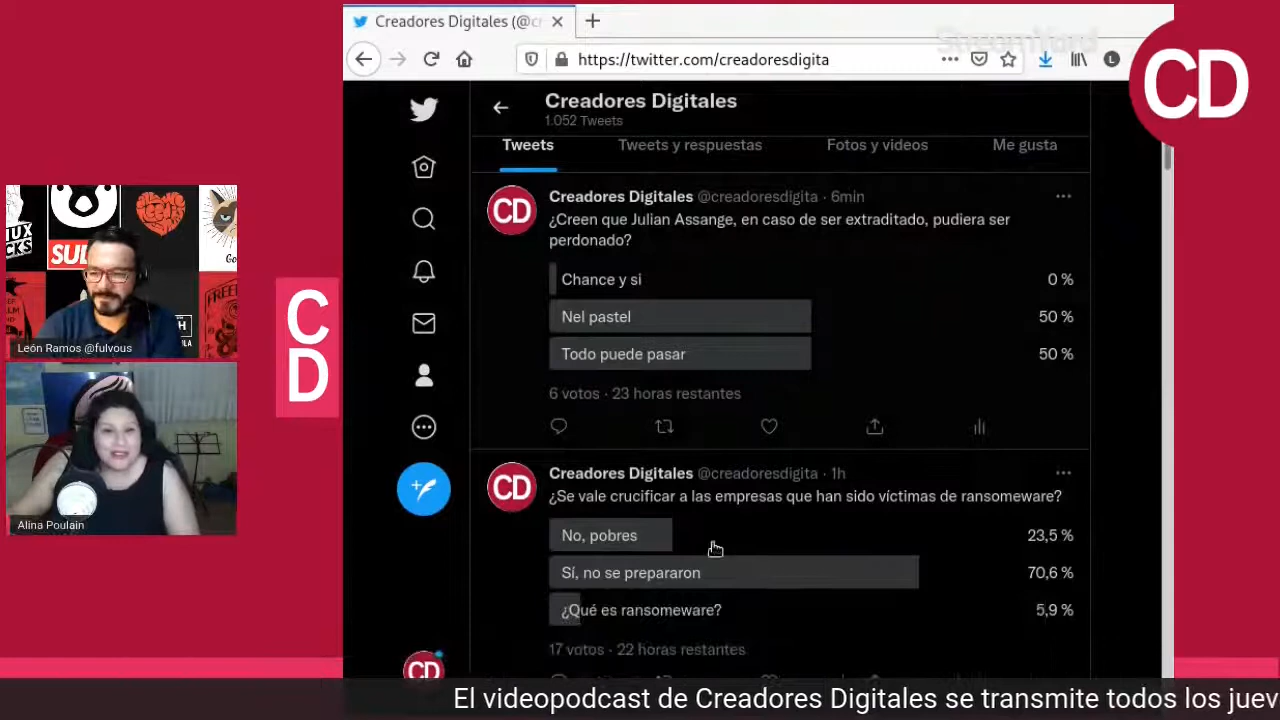 Creadores Digitales (@cr
StreamYard
https://twitter.com/creadoresdigita
L
CD
Creadores Digitales
1.052 Tweets
Tweets
Tweets y respuestas
Fotos y videos
Me gusta
CD
Creadores Digitales @creadoresdigita · 6min
¿Creen que Julian Assange, en caso de ser extraditado, pudiera ser
perdonado?
Chance y si 0 %
Nel pastel 50 %
Todo puede pasar 50 %
6 votos · 23 horas restantes
CD
Creadores Digitales @creadoresdigita · 1h
¿Se vale crucificar a las empresas que han sido víctimas de ransomeware?
No, pobres 23,5 %
Sí, no se prepararon 70,6 %
¿Qué es ransomeware? 5,9 %
17 votos · 22 horas restantes
CD
León Ramos @fulvous
Alina Poulain
C
D
El videopodcast de Creadores Digitales se transmite todos los juev